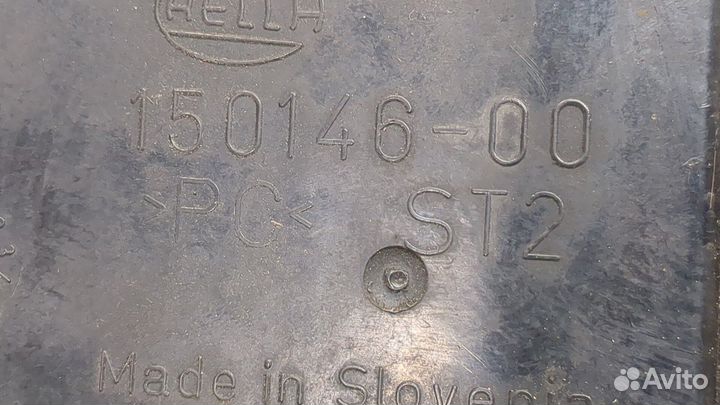 HELLA
150146-00
>PC< ST2
Made in Slovenia
Avito